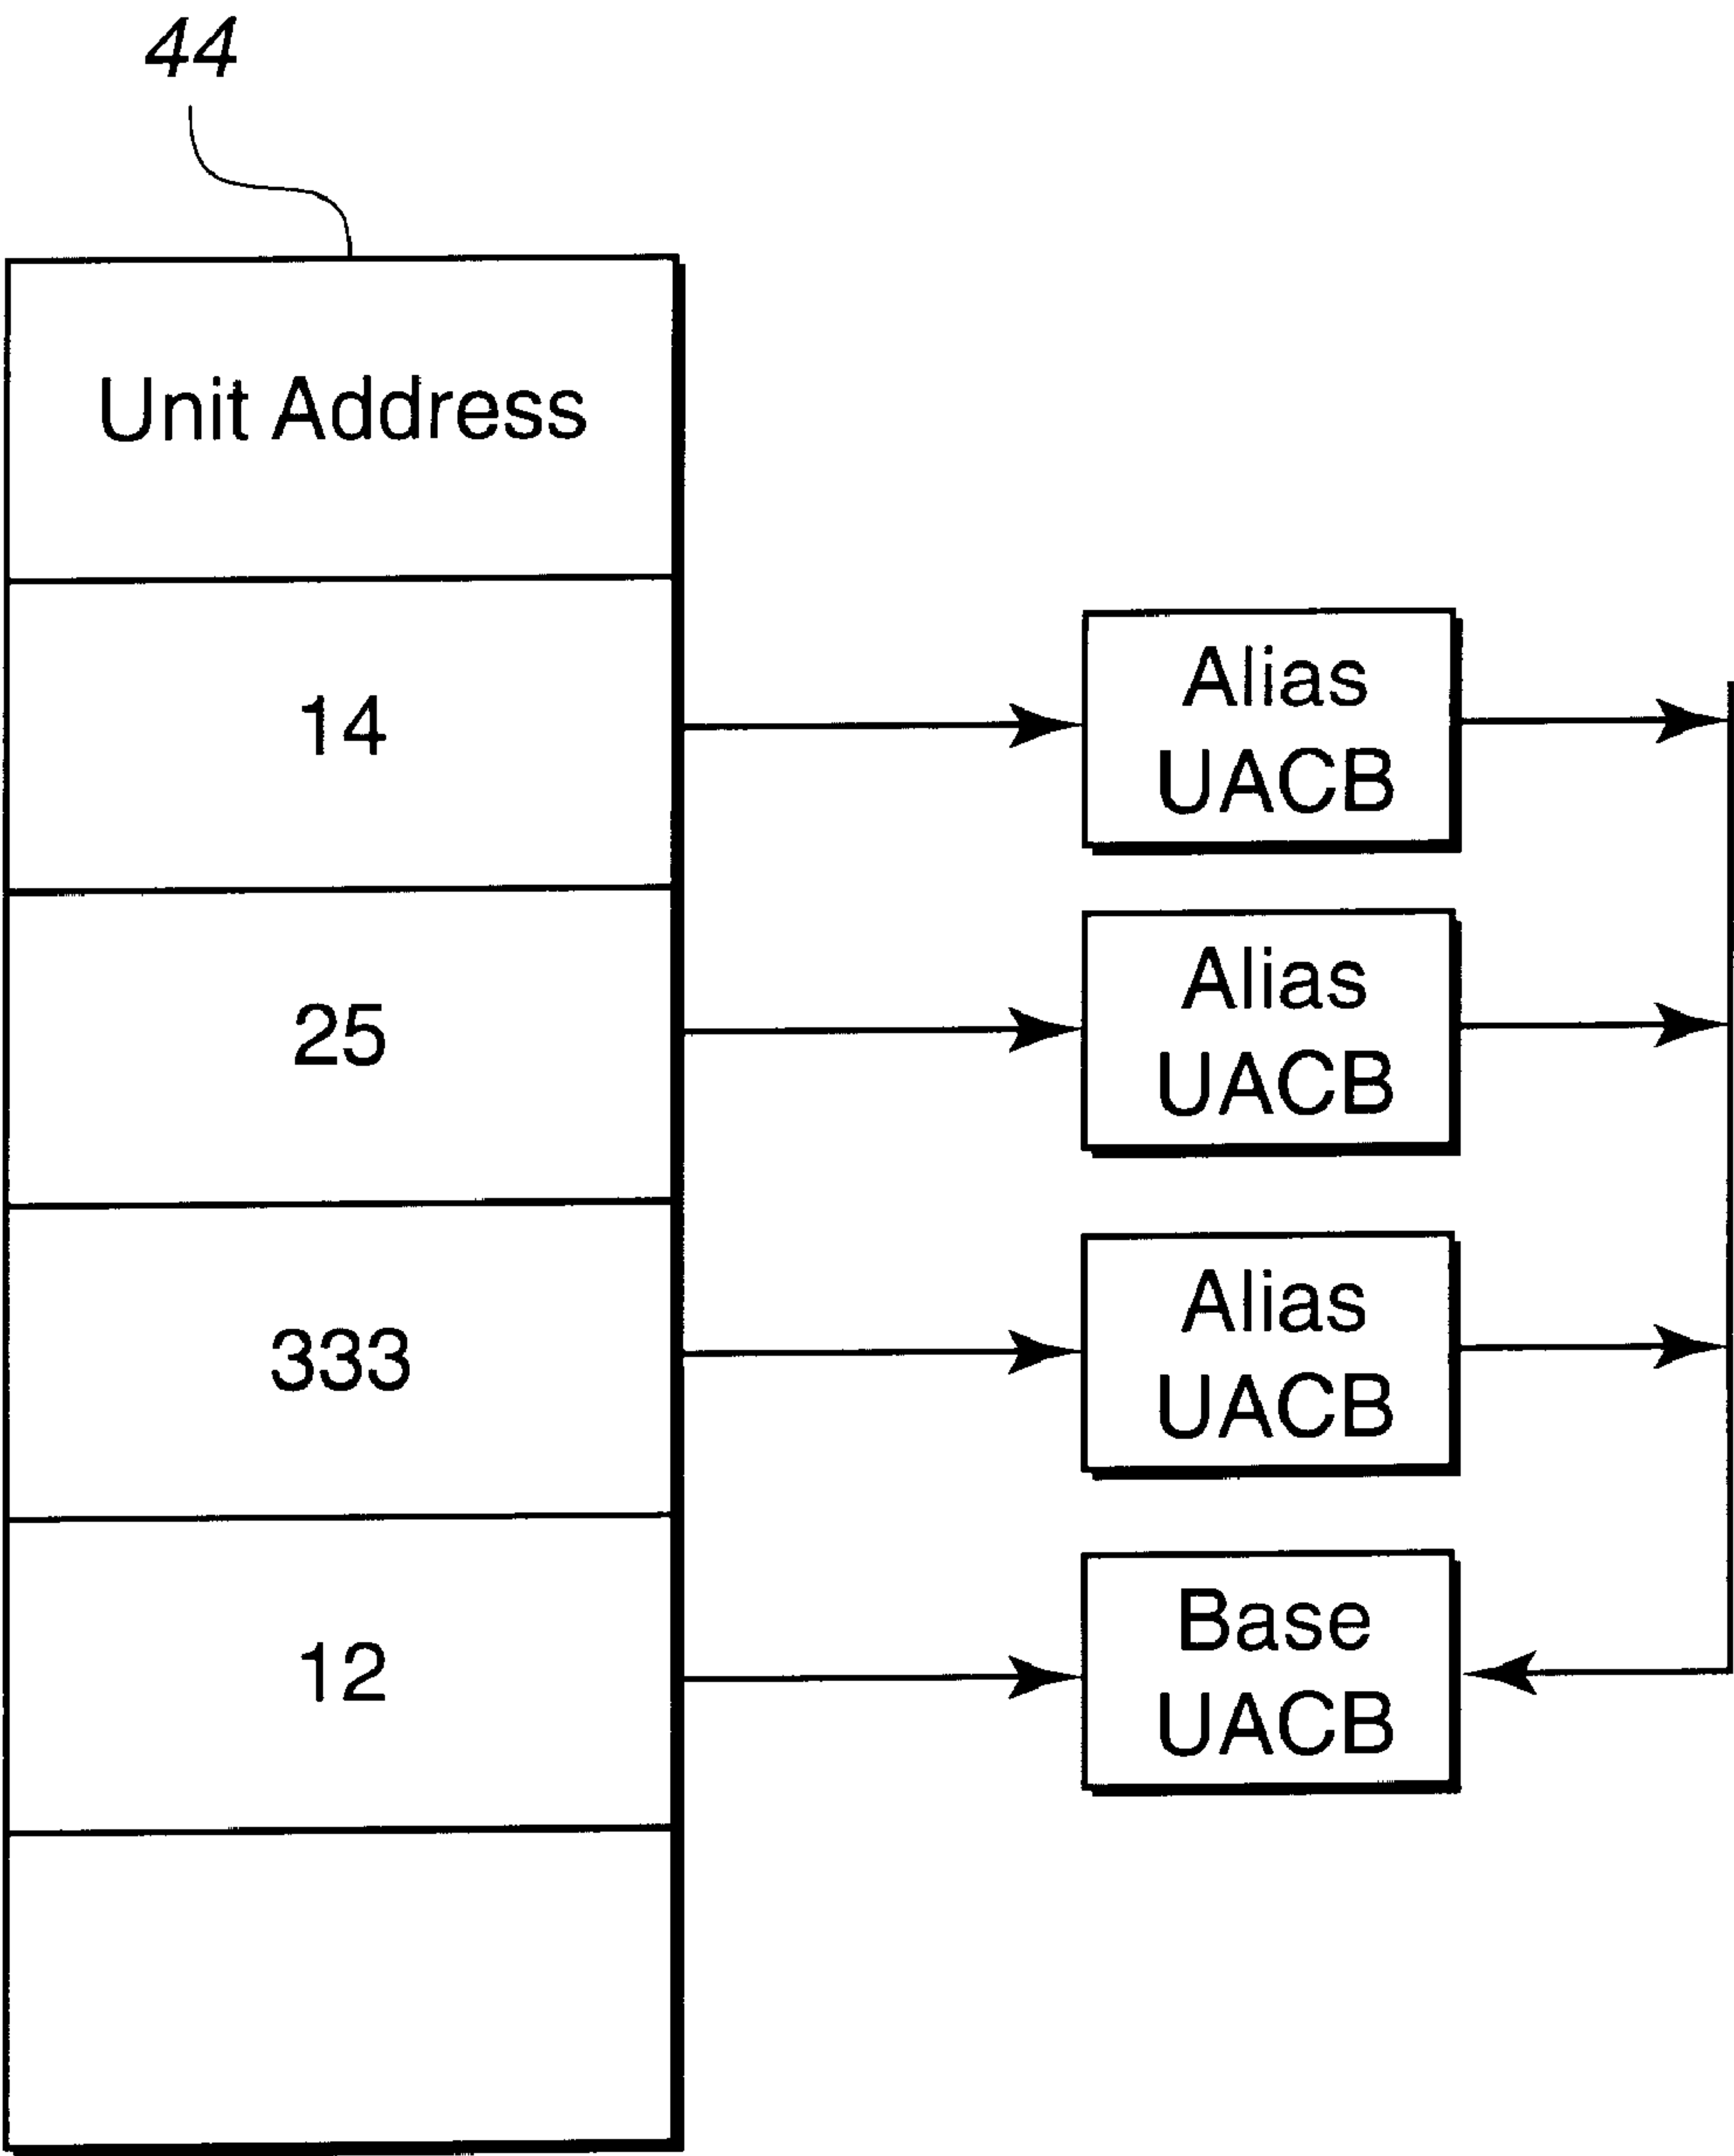 44
Unit Address
14
Alias
UACB
25
Alias
UACB
333
Alias
UACB
12
Base
UACB